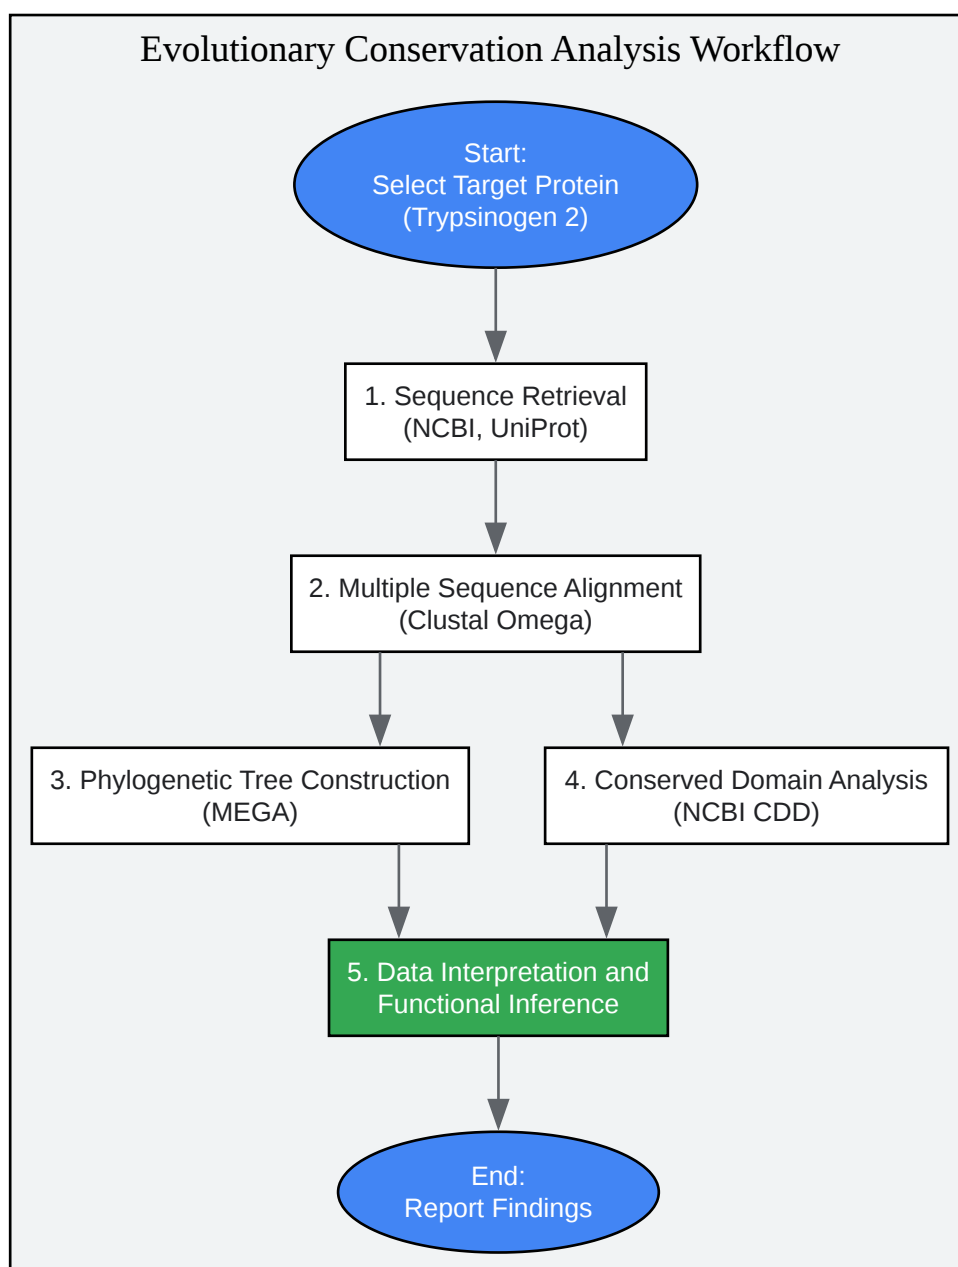 Evolutionary Conservation Analysis Workflow
Start:
Select Target Protein
(Trypsinogen 2)
1. Sequence Retrieval
(NCBI, UniProt)
2. Multiple Sequence Alignment
(Clustal Omega)
3. Phylogenetic Tree Construction
(MEGA)
4. Conserved Domain Analysis
(NCBI CDD)
5. Data Interpretation and
Functional Inference
End:
Report Findings